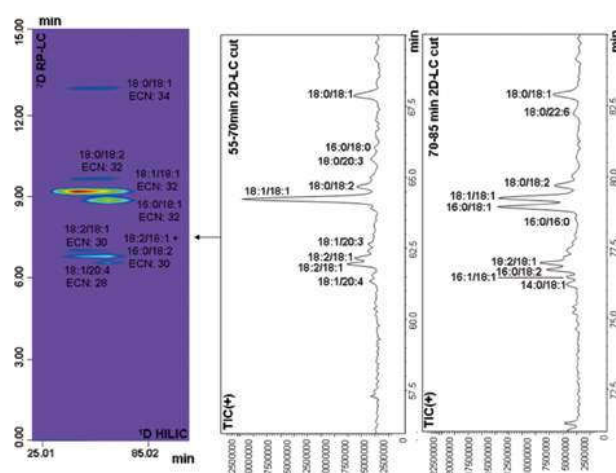 min
15.00
²D RP-LC
18:0/18:1
ECN: 34
12.00
18:0/18:2
ECN: 32
18:1/18:1
ECN: 32
9.00
16:0/18:1
ECN: 32
18:2/18:1
ECN: 30
18:2/18:1 +
16:0/18:2
ECN: 30
6.00
18:1/20:4
ECN: 28
3.00
0.00
¹D HILIC
25.01
85.02
min
55-70min 2D-LC cut
min
18:0/18:1
67.5
16:0/18:0
18:0/20:3
65.0
18:0/18:2
18:1/18:1
18:1/20:3
62.5
18:2/18:1
18:2/18:1
18:1/20:4
60.0
57.5
TIC(+)
0
70-85 min 2D-LC cut
min
18:0/18:1
82.5
18:0/22:6
80.0
18:0/18:2
18:1/18:1
16:0/18:1
16:0/16:0
77.5
18:2/18:1
16:0/18:2
16:1/18:1
14:0/18:1
75.0
72.5
TIC(+)
0